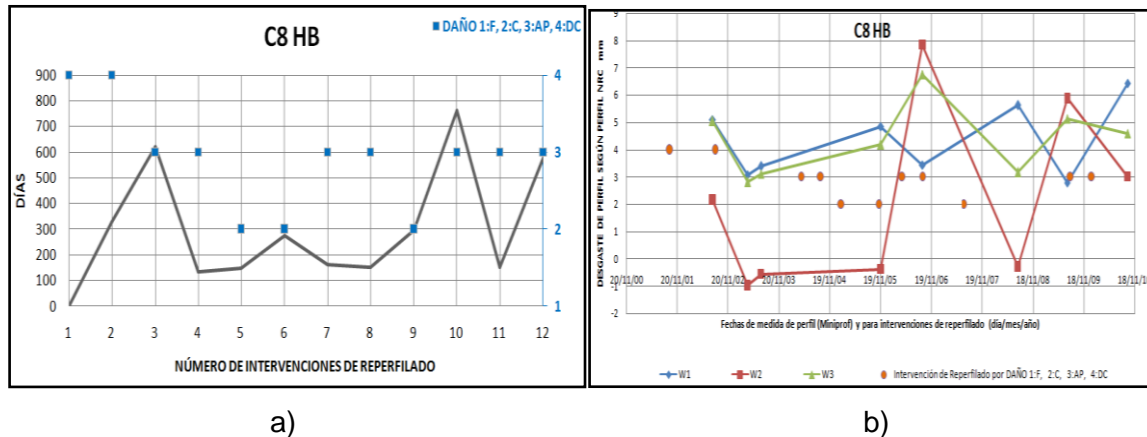 C8 HB
DAÑO 1:F, 2:C, 3:AP, 4:DC
DÍAS
900
800
700
600
500
400
300
200
100
0
4
3
2
1
1 2 3 4 5 6 7 8 9 10 11 12
NÚMERO DE INTERVENCIONES DE REPERFILADO
a)
C8 HB
DESGASTE DE PERFIL SEGÚN PERFIL NRC mm
9
8
7
6
5
4
3
2
1
0
-1
-2
20/11/00 20/11/01 20/11/02 20/11/03 19/11/04 19/11/05 19/11/06 19/11/07 18/11/08 18/11/09 18/11/10
Fechas de medida de perfil (Miniprof) y para intervenciones de reperfilado (día/mes/año)
W1 W2 W3 Intervención de Reperfilado por DAÑO 1:F, 2:C, 3:AP, 4:DC
b)